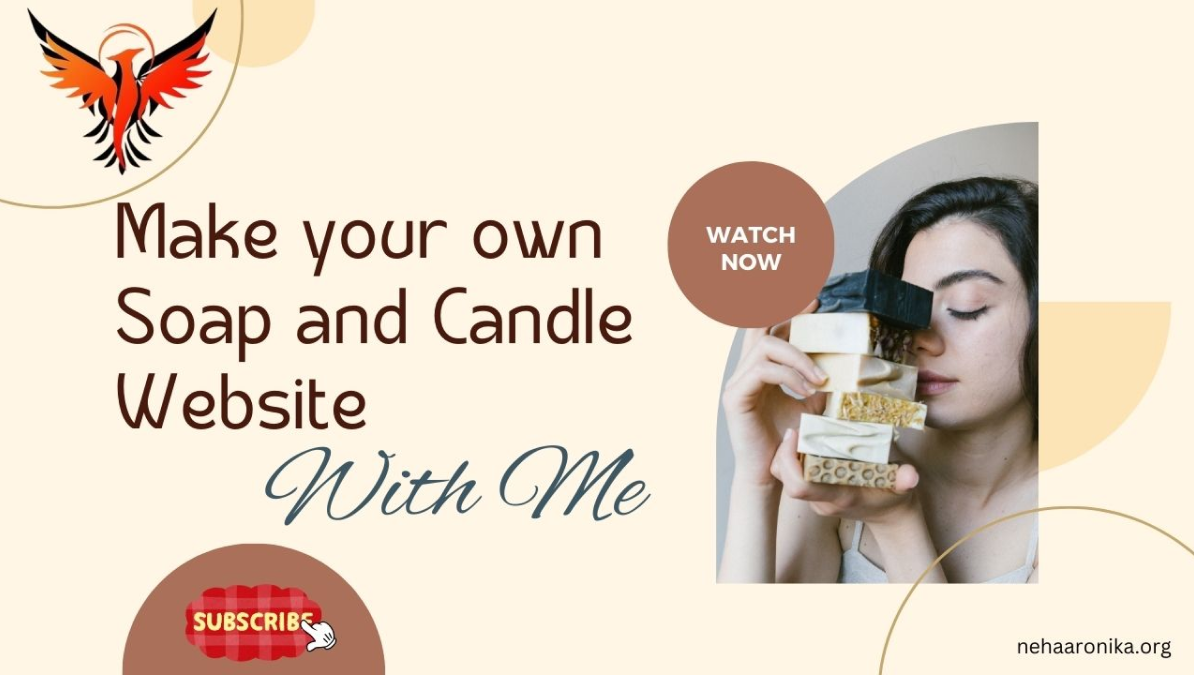 Make your own
Soap and Candle
Website
With Me
WATCH
NOW
SUBSCRIBE
nehaaronika.org